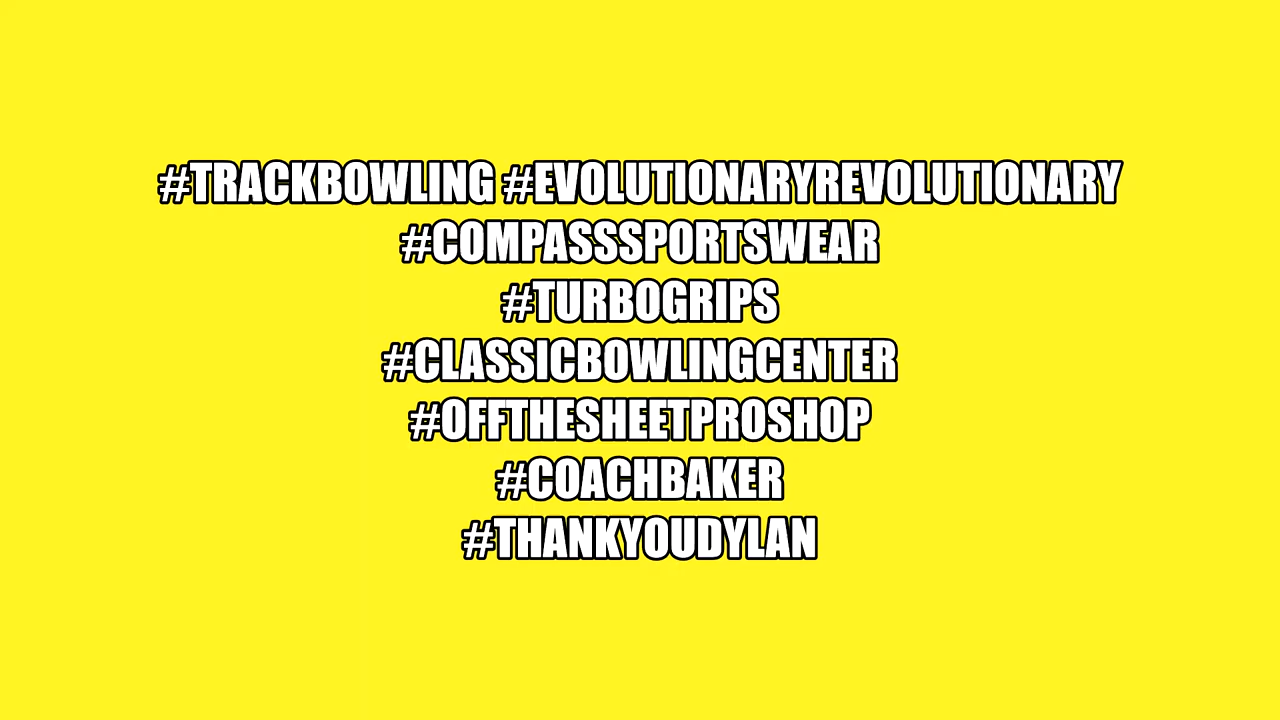 #TRACKBOWLING #EVOLUTIONARYREVOLUTIONARY
#COMPASSSPORTSWEAR
#TURBOGRIPS
#CLASSICBOWLINGCENTER
#OFFTHESHEETPROSHOP
#COACHBAKER
#THANKYOUDYLAN